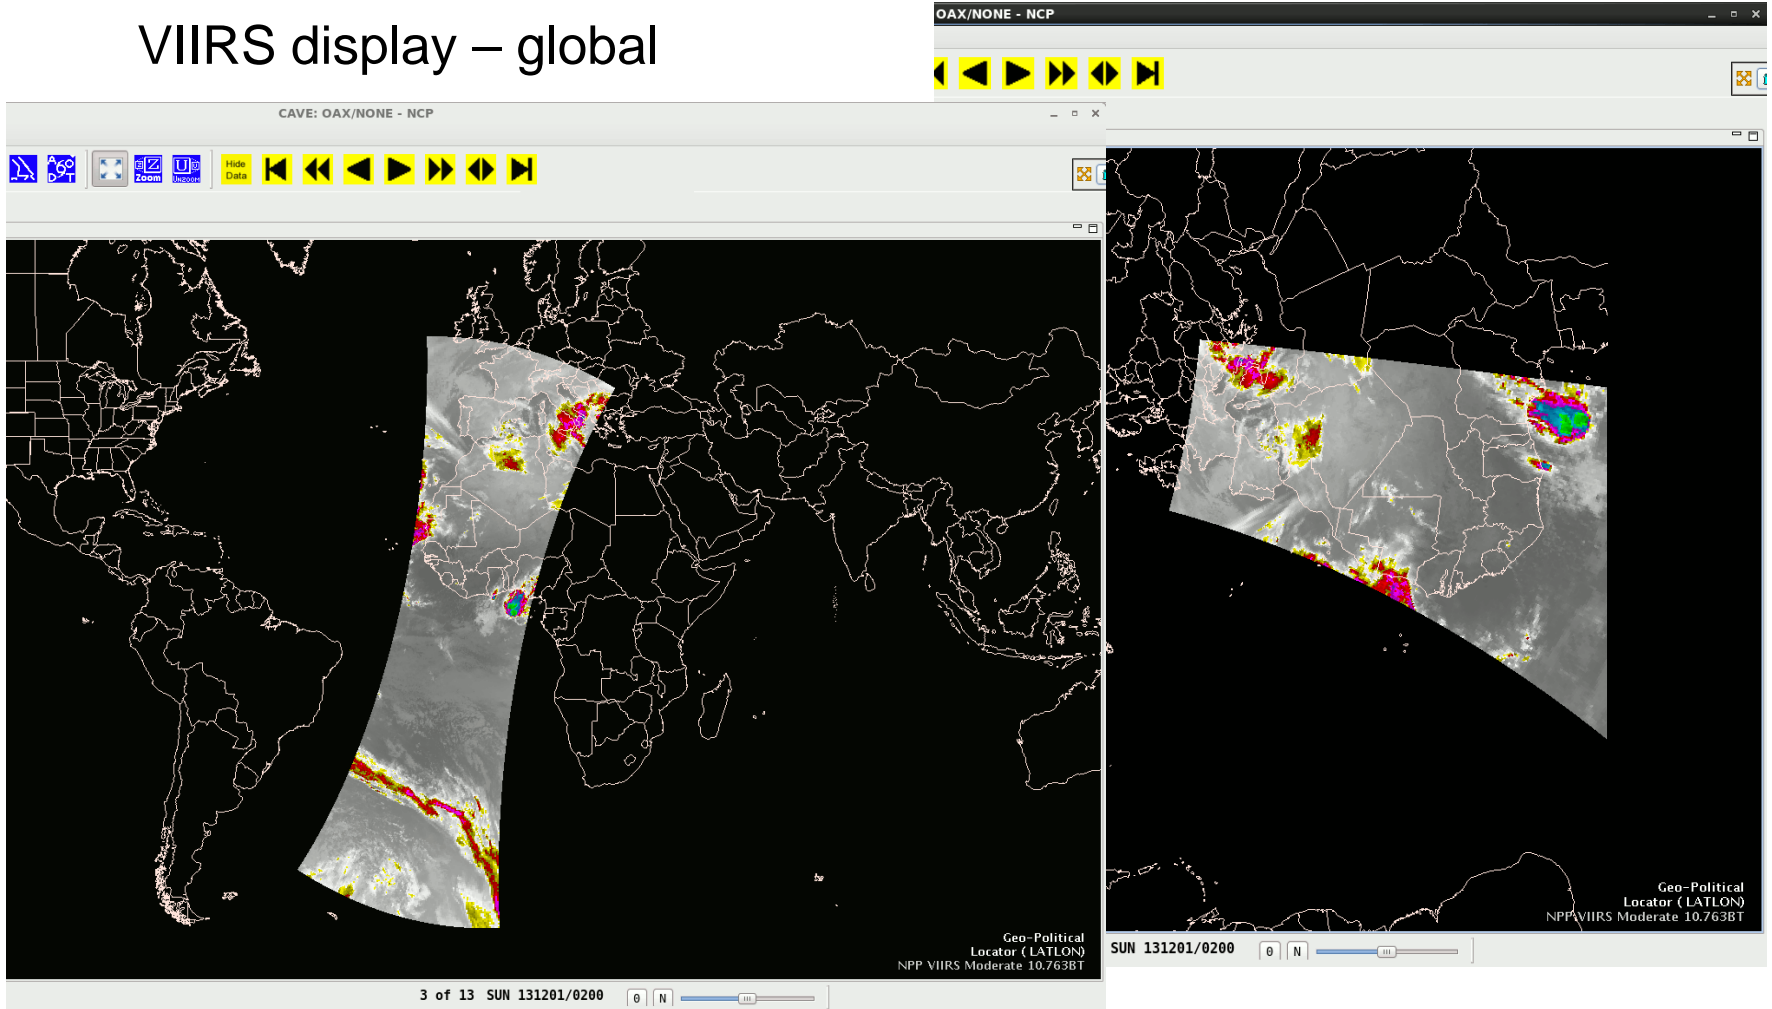 VIIRS display – global
OAX/NONE - NCP
CAVE: OAX/NONE - NCP
Zoom
Unzoom
Hide
Data
Geo-Political
Locator ( LATLON)
NPP VIIRS Moderate 10.763BT
3 of 13 SUN 131201/0200
0 N
Geo-Political
Locator ( LATLON)
NPP VIIRS Moderate 10.763BT
SUN 131201/0200
0 N